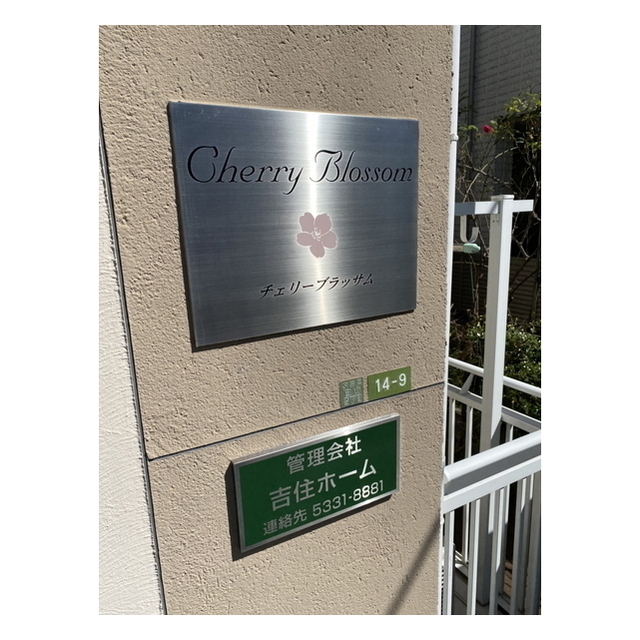 Cherry Blossom
チェリーブラッサム
14-9
管理会社
吉住ホーム
連絡先 5331-8881